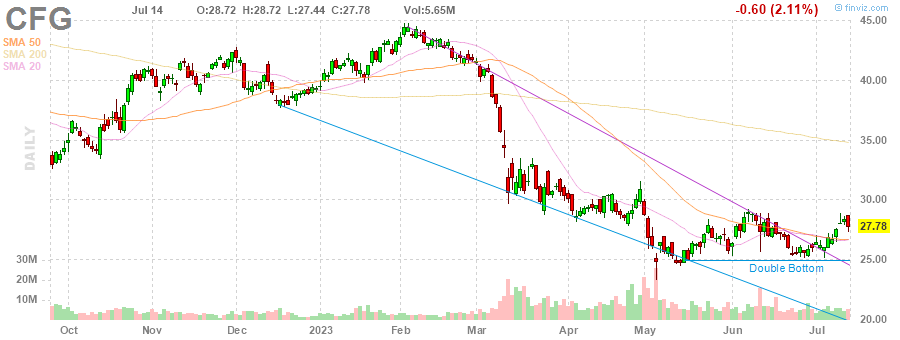 CFG Jul 14 O:28.72 H:28.72 L:27.44 C:27.78 Vol:5.65M -0.60 (2.11%) © finviz.com
SMA 50
SMA 200
SMA 20
45.00
40.00
35.00
30.00
27.78
25.00
20.00
DAILY
30M
20M
10M
Double Bottom
Oct Nov Dec 2023 Feb Mar Apr May Jun Jul